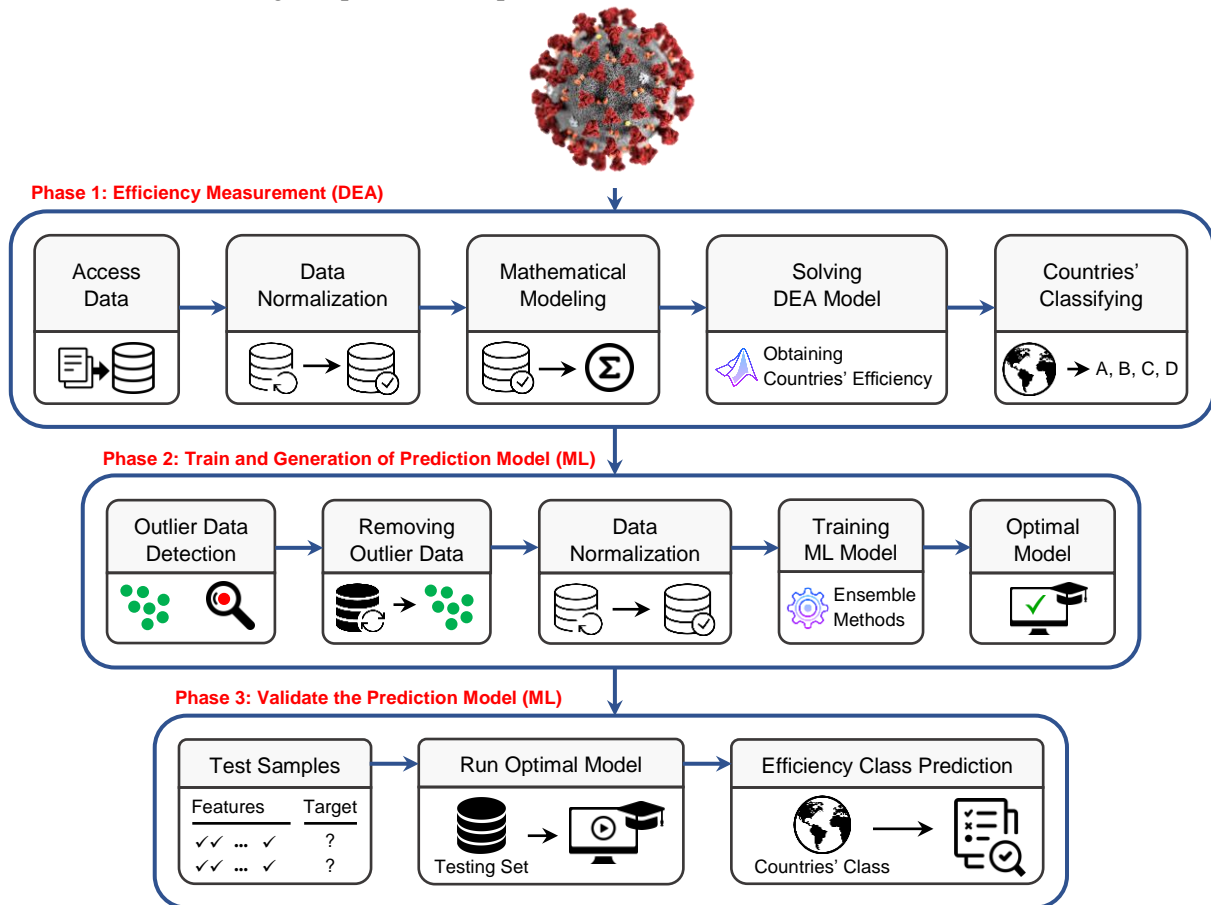 Phase 1: Efficiency Measurement (DEA)
Access
Data
Data
Normalization
Mathematical
Modeling
Σ
Solving
DEA Model
Obtaining
Countries’ Efficiency
Countries’
Classifying
A, B, C, D
Phase 2: Train and Generation of Prediction Model (ML)
Outlier Data
Detection
Removing
Outlier Data
Data
Normalization
Training
ML Model
Ensemble
Methods
Optimal
Model
Phase 3: Validate the Prediction Model (ML)
Test Samples
Features Target
✓✓ ... ✓ ?
✓✓ ... ✓ ?
Run Optimal Model
Testing Set
Efficiency Class Prediction
Countries’ Class